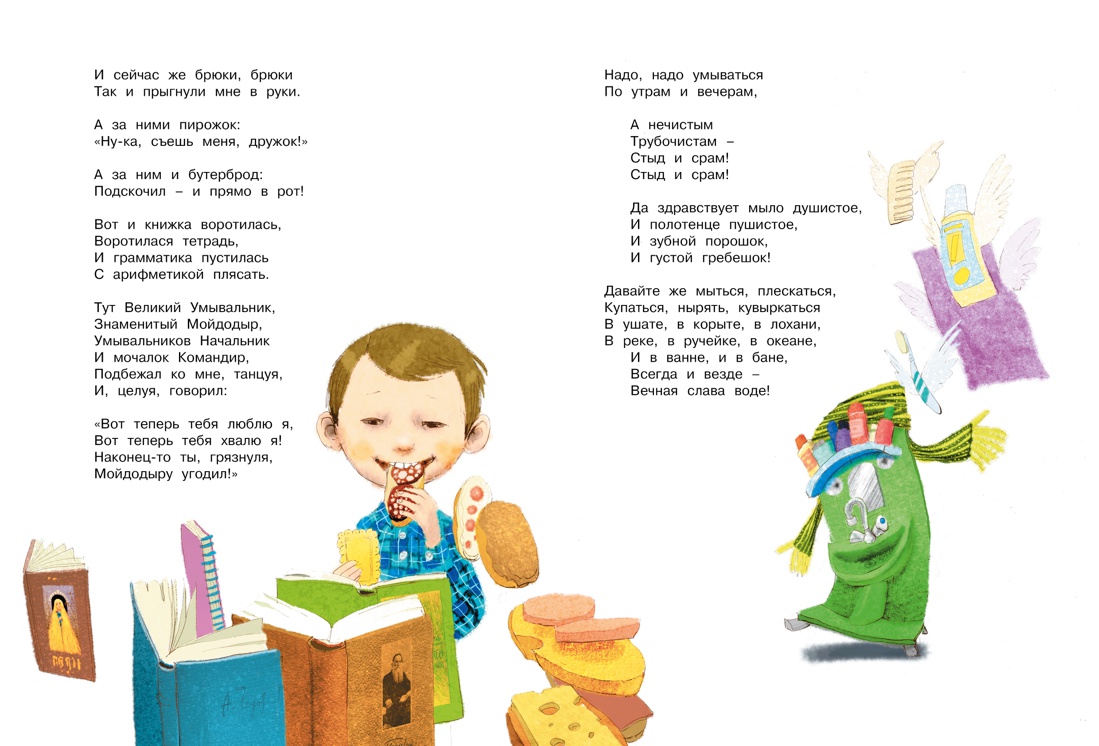 И сейчас же брюки, брюки
Так и прыгнули мне в руки.
А за ними пирожок:
«Ну-ка, съешь меня, дружок!»
А за ним и бутерброд:
Подскочил – и прямо в рот!
Вот и книжка воротилась,
Воротилася тетрадь,
И грамматика пустилась
С арифметикой плясать.
Тут Великий Умывальник,
Знаменитый Мойдодыр,
Умывальников Начальник
И мочалок Командир,
Подбежал ко мне, танцуя,
И, целуя, говорил:
«Вот теперь тебя люблю я,
Вот теперь тебя хвалю я!
Наконец-то ты, грязнуля,
Мойдодыру угодил!»
Надо, надо умываться
По утрам и вечерам,
А нечистым
Трубочистам –
Стыд и срам!
Стыд и срам!
Да здравствует мыло душистое,
И полотенце пушистое,
И зубной порошок,
И густой гребешок!
Давайте же мыться, плескаться,
Купаться, нырять, кувыркаться
В ушате, в корыте, в лохани,
В реке, в ручейке, в океане,
И в ванне, и в бане,
Всегда и везде –
Вечная слава воде!